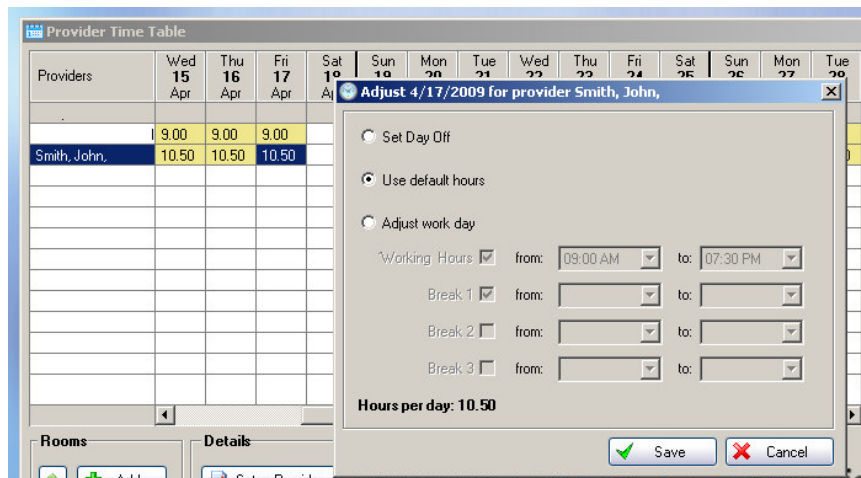 Provider Time Table
Providers Wed 15 Apr Thu 16 Apr Fri 17 Apr Sat Sun Mon Tue Wed Thu Fri Sat Sun Mon Tue
Adjust 4/17/2009 for provider Smith, John,
9.00 9.00 9.00
Smith, John, 10.50 10.50 10.50
Set Day Off
Use default hours
Adjust work day
Working Hours from: 09:00 AM to: 07:30 PM
Break 1 from: to:
Break 2 from: to:
Break 3 from: to:
Hours per day: 10.50
Rooms Details
Save Cancel